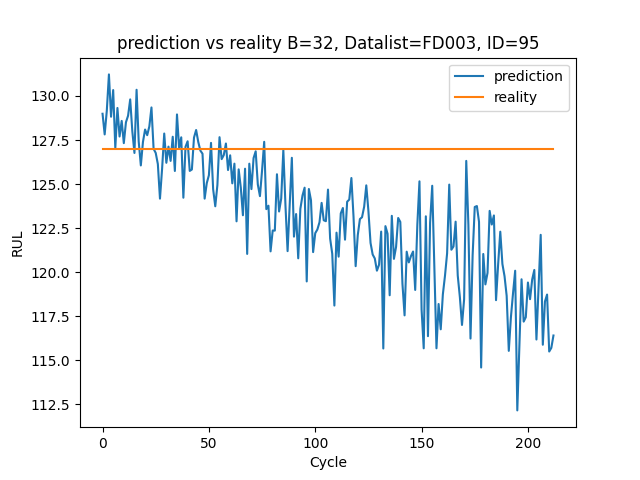 prediction vs reality B=32, Datalist=FD003, ID=95
prediction
reality
130.0
127.5
125.0
122.5
120.0
117.5
115.0
112.5
RUL
0
50
100
150
200
Cycle